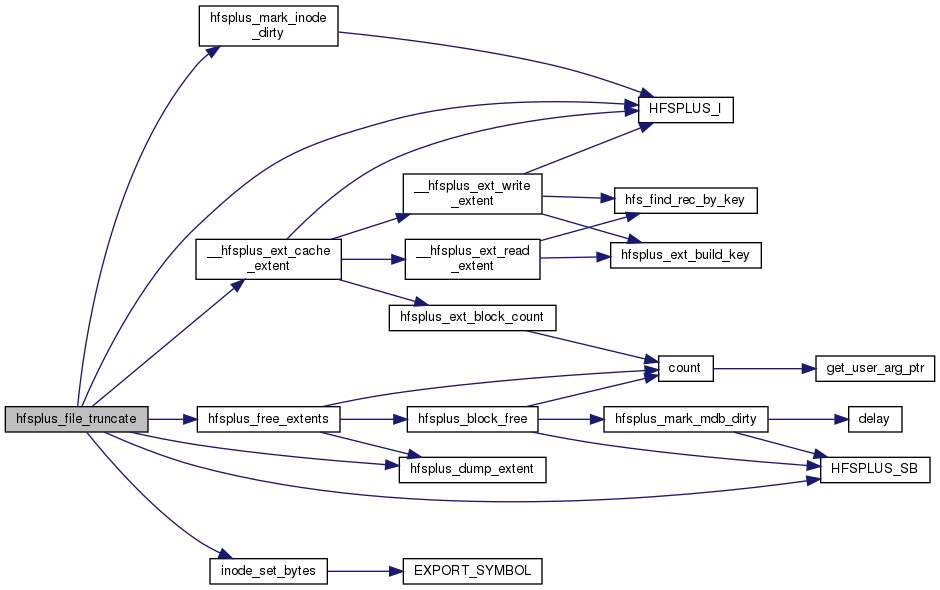 hfsplus_mark_inode
_dirty
HFSPLUS_I
__hfsplus_ext_write
_extent
hfs_find_rec_by_key
__hfsplus_ext_cache
_extent
__hfsplus_ext_read
_extent
hfsplus_ext_build_key
hfsplus_ext_block_count
count
get_user_arg_ptr
hfsplus_file_truncate
hfsplus_free_extents
hfsplus_block_free
hfsplus_mark_mdb_dirty
delay
hfsplus_dump_extent
HFSPLUS_SB
inode_set_bytes
EXPORT_SYMBOL